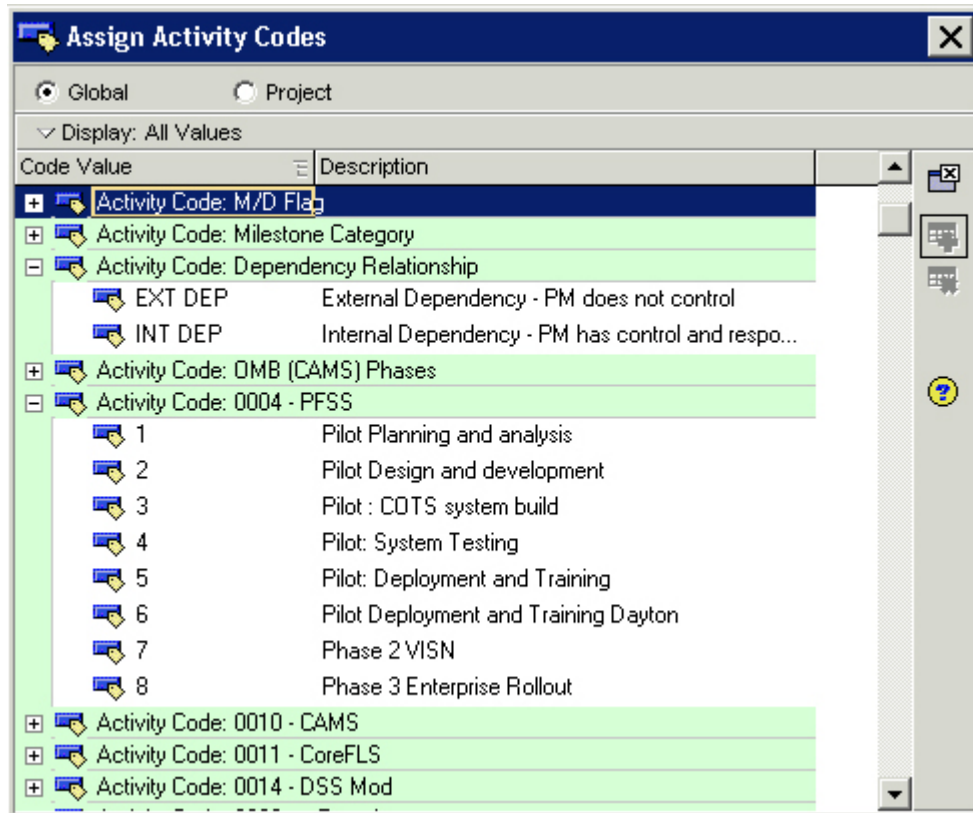 Assign Activity Codes
Global Project
Display: All Values
Code Value Description
Activity Code: M/D Flag
Activity Code: Milestone Category
Activity Code: Dependency Relationship
EXT DEP External Dependency - PM does not control
INT DEP Internal Dependency - PM has control and respo...
Activity Code: OMB (CAMS) Phases
Activity Code: 0004 - PFSS
1 Pilot Planning and analysis
2 Pilot Design and development
3 Pilot : COTS system build
4 Pilot: System Testing
5 Pilot: Deployment and Training
6 Pilot Deployment and Training Dayton
7 Phase 2 VISN
8 Phase 3 Enterprise Rollout
Activity Code: 0010 - CAMS
Activity Code: 0011 - CoreFLS
Activity Code: 0014 - DSS Mod